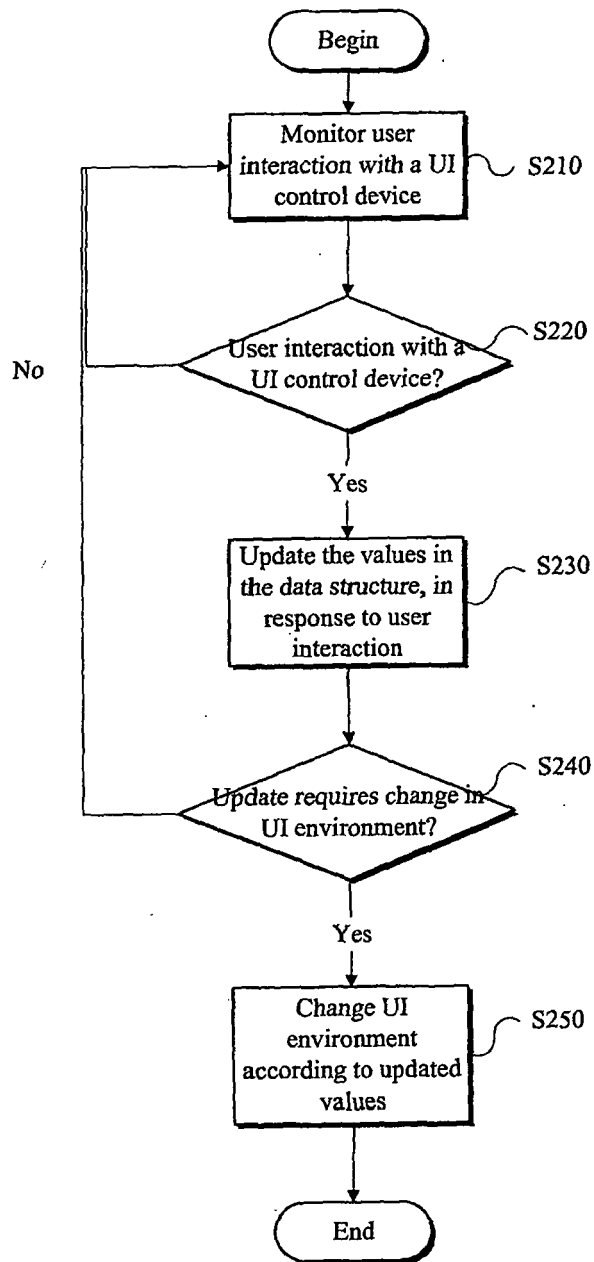 Begin
Monitor user
interaction with a UI
control device
S210
User interaction with a
UI control device?
S220
No
Yes
Update the values in
the data structure, in
response to user
interaction
S230
Update requires change in
UI environment?
S240
Yes
Change UI
environment
according to updated
values
S250
End